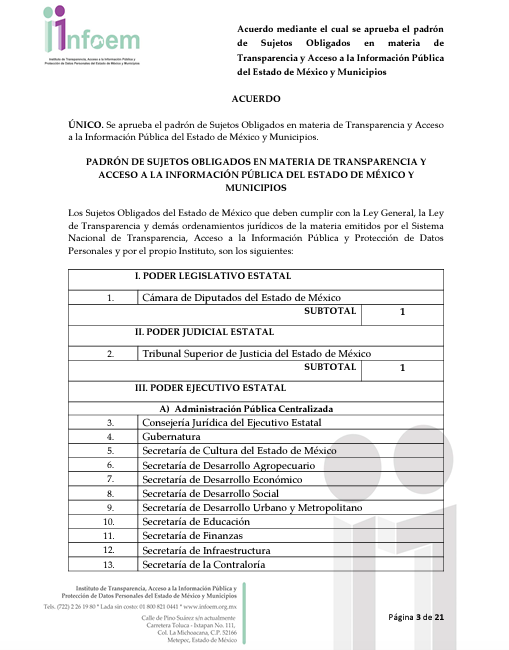 infoem
Instituto de Transparencia, Acceso a la Información Pública y
Protección de Datos Personales del Estado de México y Municipios
Acuerdo mediante el cual se aprueba el padrón
de Sujetos Obligados en materia de
Transparencia y Acceso a la Información Pública
del Estado de México y Municipios
ACUERDO
ÚNICO. Se aprueba el padrón de Sujetos Obligados en materia de Transparencia y Acceso
a la Información Pública del Estado de México y Municipios.
PADRÓN DE SUJETOS OBLIGADOS EN MATERIA DE TRANSPARENCIA Y
ACCESO A LA INFORMACIÓN PÚBLICA DEL ESTADO DE MÉXICO Y
MUNICIPIOS
Los Sujetos Obligados del Estado de México que deben cumplir con la Ley General, la Ley
de Transparencia y demás ordenamientos jurídicos de la materia emitidos por el Sistema
Nacional de Transparencia, Acceso a la Información Pública y Protección de Datos
Personales y por el propio Instituto, son los siguientes:
I. PODER LEGISLATIVO ESTATAL
1. Cámara de Diputados del Estado de México
SUBTOTAL 1
II. PODER JUDICIAL ESTATAL
2. Tribunal Superior de Justicia del Estado de México
SUBTOTAL 1
III. PODER EJECUTIVO ESTATAL
A) Administración Pública Centralizada
3. Consejería Jurídica del Ejecutivo Estatal
4. Gubernatura
5. Secretaría de Cultura del Estado de México
6. Secretaría de Desarrollo Agropecuario
7. Secretaría de Desarrollo Económico
8. Secretaría de Desarrollo Social
9. Secretaría de Desarrollo Urbano y Metropolitano
10. Secretaría de Educación
11. Secretaría de Finanzas
12. Secretaría de Infraestructura
13. Secretaría de la Contraloría
Instituto de Transparencia, Acceso a la Información Pública y
Protección de Datos Personales del Estado de México y Municipios
Tels. (722) 2 26 19 80 * Lada sin costo: 01 800 821 0441 * www.infoem.org.mx
Calle de Pino Suárez s/n actualmente
Carretera Toluca - Ixtapan No. 111,
Col. La Michoacana, C.P. 52166
Metepec, Estado de México
Página 3 de 21